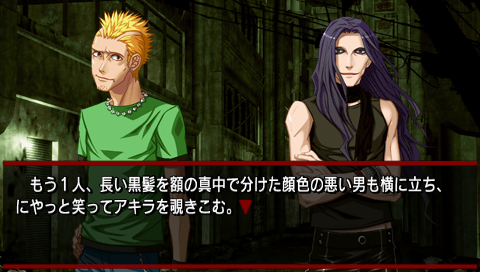 もう１人、長い黒髪を額の真中で分けた顔色の悪い男も横に立ち、
にやっと笑ってアキラを覗きこむ。▼